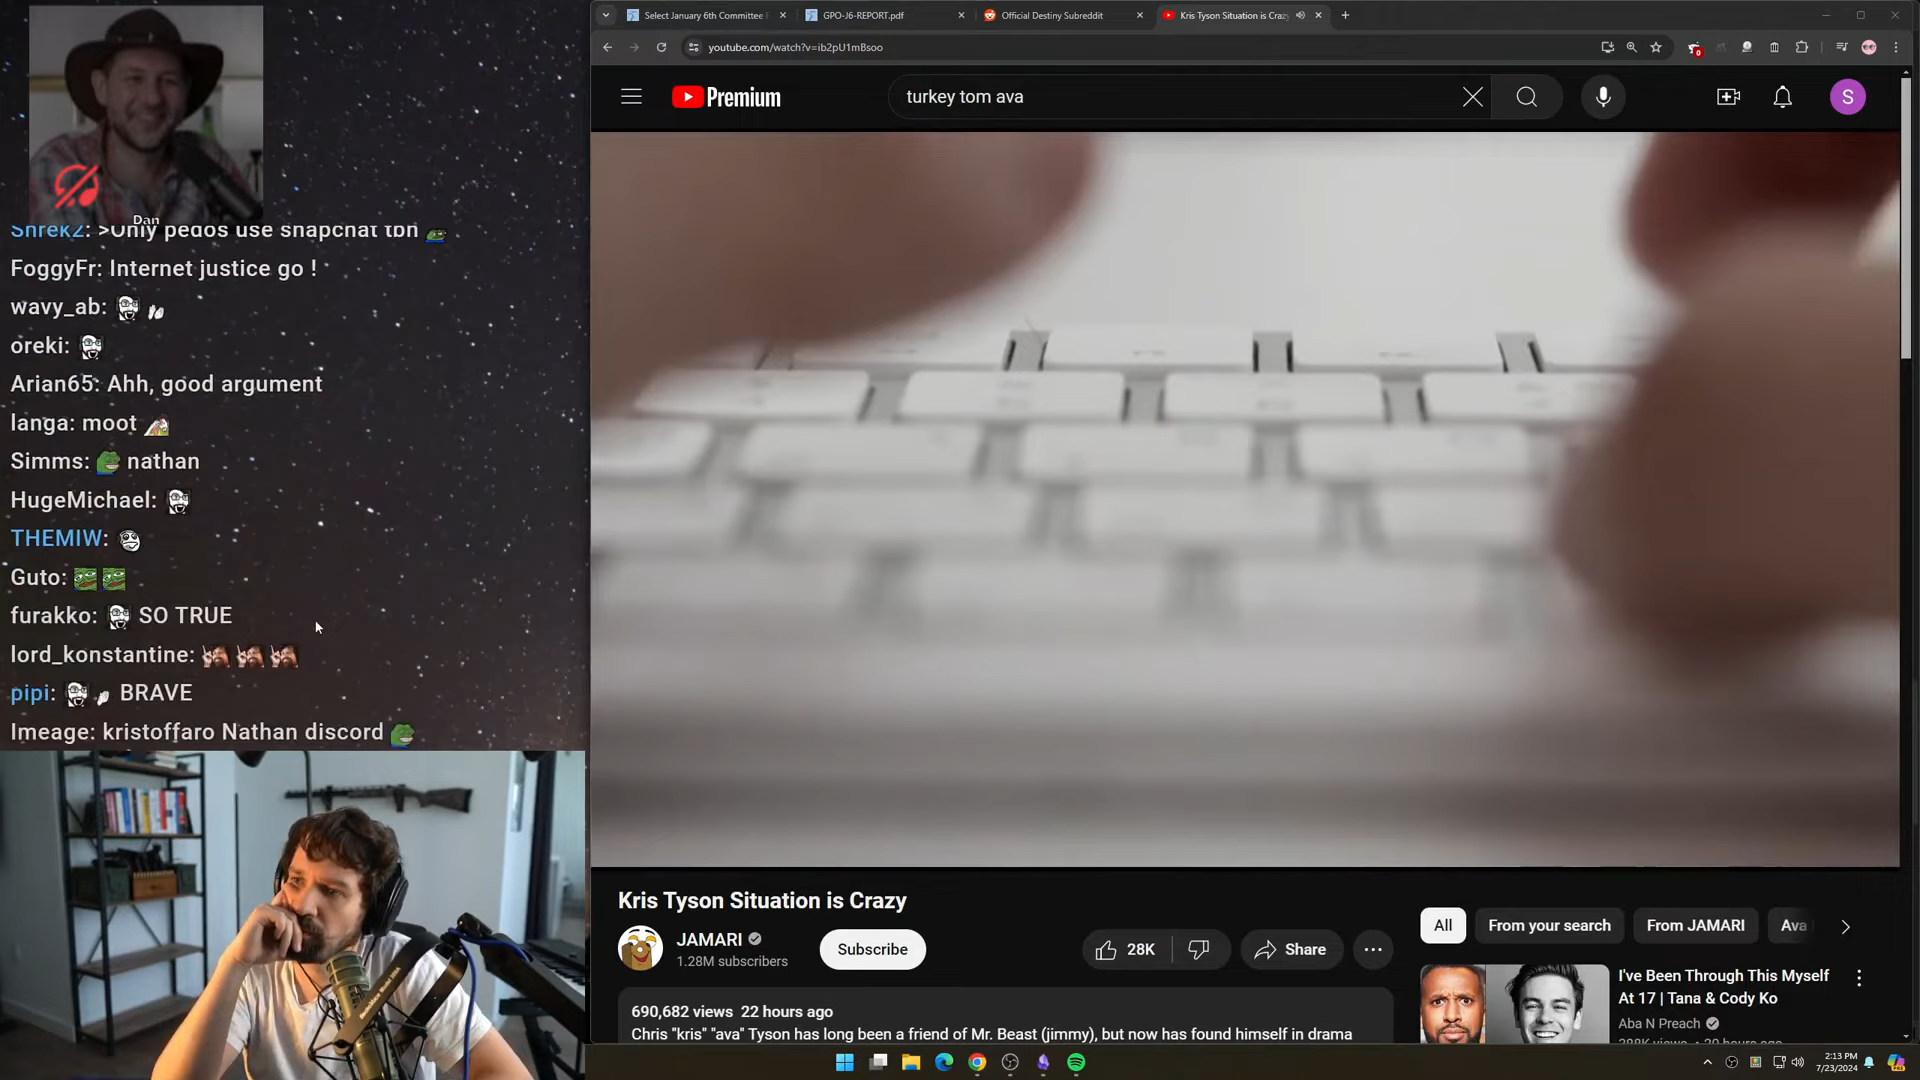 Select January 6th Committee
GPO-J6-REPORT.pdf
Official Destiny Subreddit
Kris Tyson Situation is Craz
youtube.com/watch?v=ib2pU1mBsoo
Premium
turkey tom ava
S
Dan
Shrek2: >Only pedos use snapchat tbh
FoggyFr: Internet justice go !
wavy_ab:
oreki:
Arian65: Ahh, good argument
langa: moot
Simms: nathan
HugeMichael:
THEMIW:
Guto:
furakko: SO TRUE
lord_konstantine:
pipi: BRAVE
Imeage: kristoffaro Nathan discord
Kris Tyson Situation is Crazy
JAMARI
1.28M subscribers
Subscribe
28K
Share
690,682 views 22 hours ago
Chris "kris" "ava" Tyson has long been a friend of Mr. Beast (jimmy), but now has found himself in drama
All
From your search
From JAMARI
Ava
I've Been Through This Myself
At 17 | Tana & Cody Ko
Aba N Preach
2:13 PM
7/23/2024